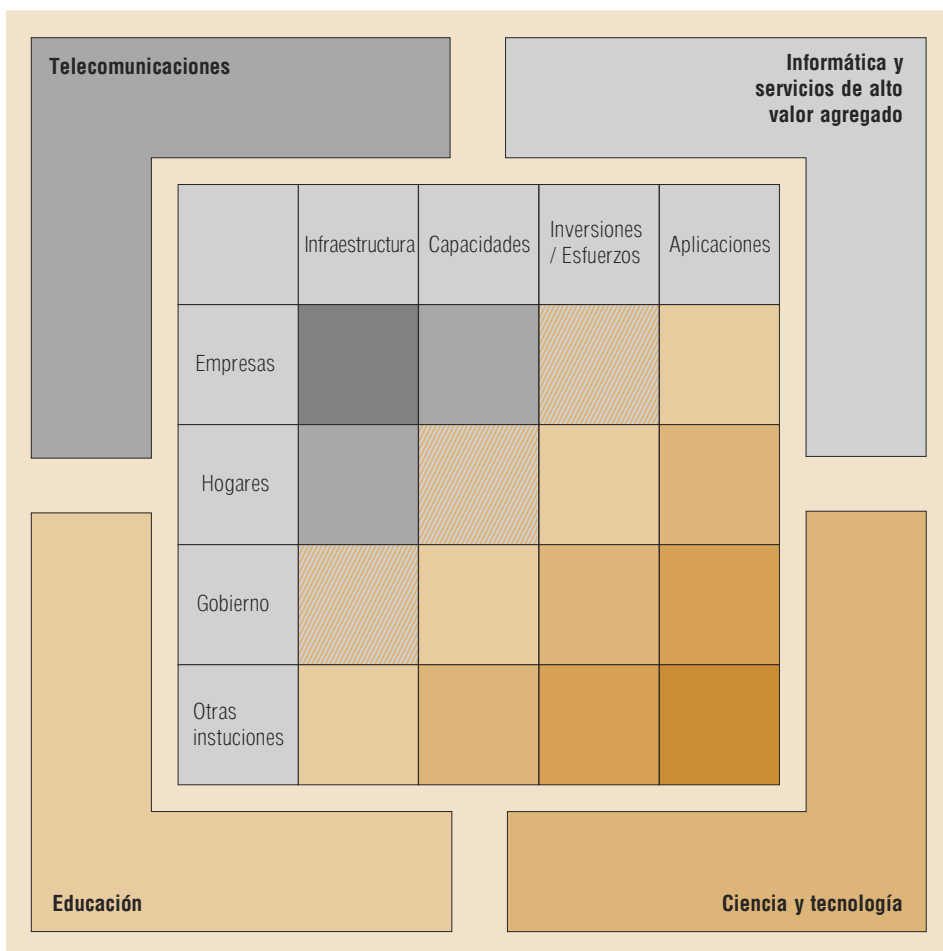 Telecomunicaciones
Informática y
servicios de alto
valor agregado
Infraestructura
Capacidades
Inversiones
/ Esfuerzos
Aplicaciones
Empresas
Hogares
Gobierno
Otras
instuciones
Educación
Ciencia y tecnología